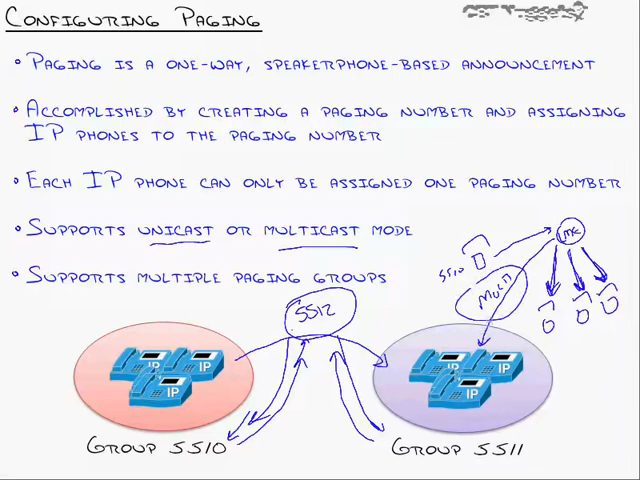 Configuring Paging
• Paging is a one-way, speakerphone-based announcement
• Accomplished by creating a paging number and assigning
IP phones to the paging number
• Each IP phone can only be assigned one paging number
• Supports unicast or multicast mode
• Supports multiple paging groups
5510
Multi
5512
IP IP
IP
IP IP
IP
Group 5510
Group 5511